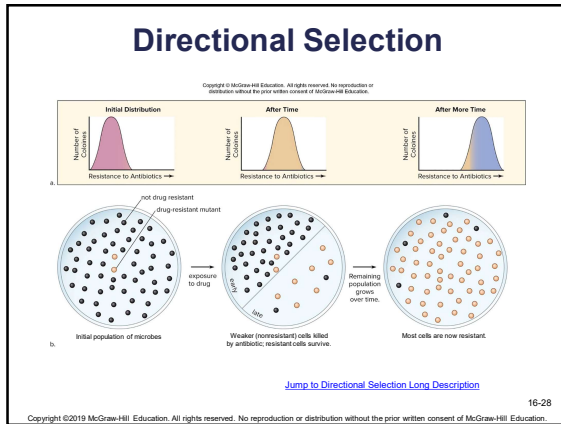 Directional Selection
Copyright © McGraw-Hill Education. All rights reserved. No reproduction or
distribution without the prior written consent of McGraw-Hill Education.
Initial Distribution
After Time
After More Time
Number of
Coloines
Number of
Colonies
Number of
Colonies
Resistance to Antibiotics →
Resistance to Antibiotics →
Resistance to Antibiotics →
a.
not drug resistant
drug-resistant mutant
exposure
to drug
early
late
Remaining
population
grows
over time.
b.
Initial population of microbes
Weaker (nonresistant) cells killed
by antibiotic; resistant cells survive.
Most cells are now resistant.
Jump to Directional Selection Long Description
16-28
Copyright ©2019 McGraw-Hill Education. All rights reserved. No reproduction or distribution without the prior written consent of McGraw-Hill Education.